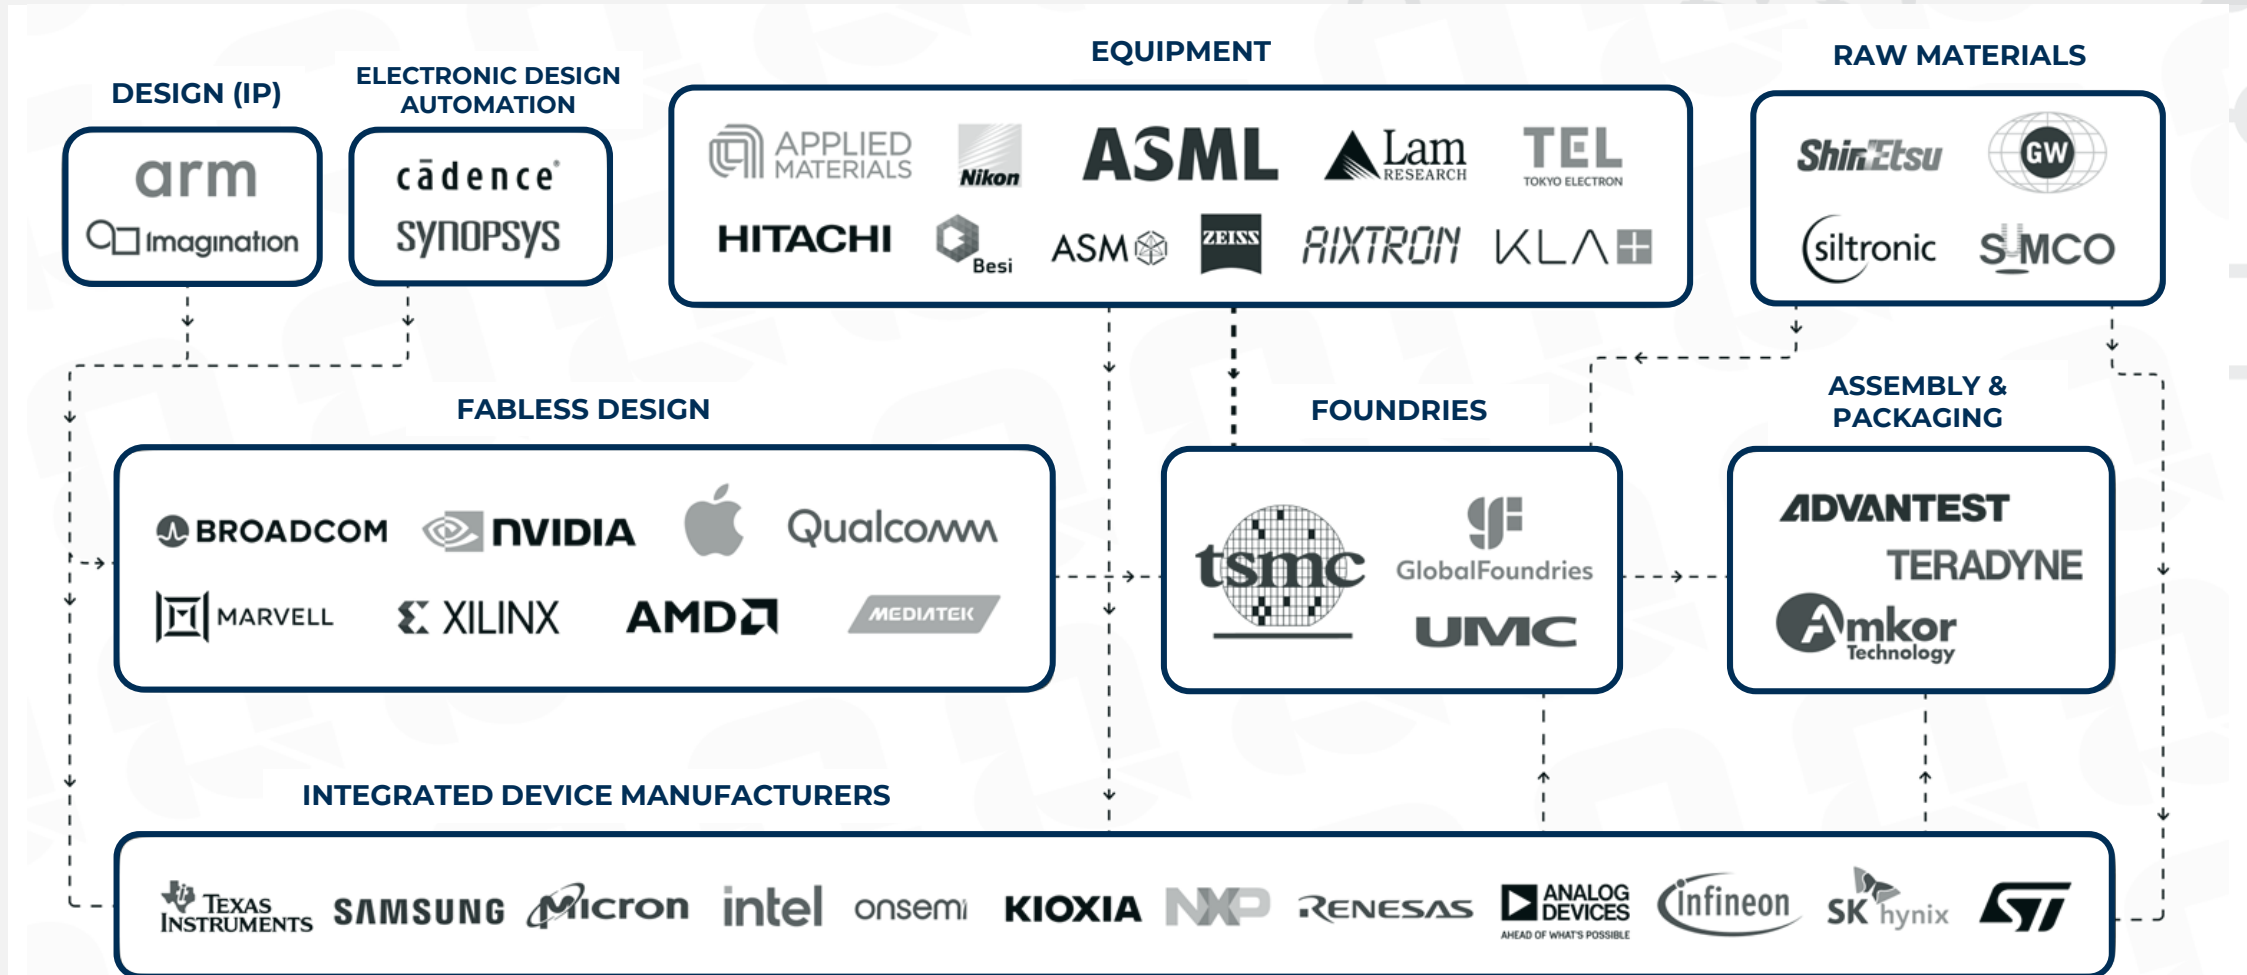 EQUIPMENT
RAW MATERIALS
DESIGN (IP)
ELECTRONIC DESIGN
AUTOMATION
arm
Imagination
cādence®
SYNOPSYS
APPLIED
MATERIALS
Nikon
ASML
Lam
RESEARCH
TEL
TOKYO ELECTRON
HITACHI
Besi
ASM
ZEISS
AIXTRON
KLA
ShinEtsu
GW
siltronic
SUMCO
FABLESS DESIGN
FOUNDRIES
ASSEMBLY &
PACKAGING
BROADCOM
NVIDIA
Qualcomm
MARVELL
XILINX
AMD
MEDIATEK
tsmc
GF
GlobalFoundries
UMC
ADVANTEST
TERADYNE
Amkor
Technology
INTEGRATED DEVICE MANUFACTURERS
TEXAS
INSTRUMENTS
SAMSUNG
Micron
intel
onsemi
KIOXIA
NXP
RENESAS
ANALOG
DEVICES
AHEAD OF WHAT'S POSSIBLE
infineon
SK hynix
ST